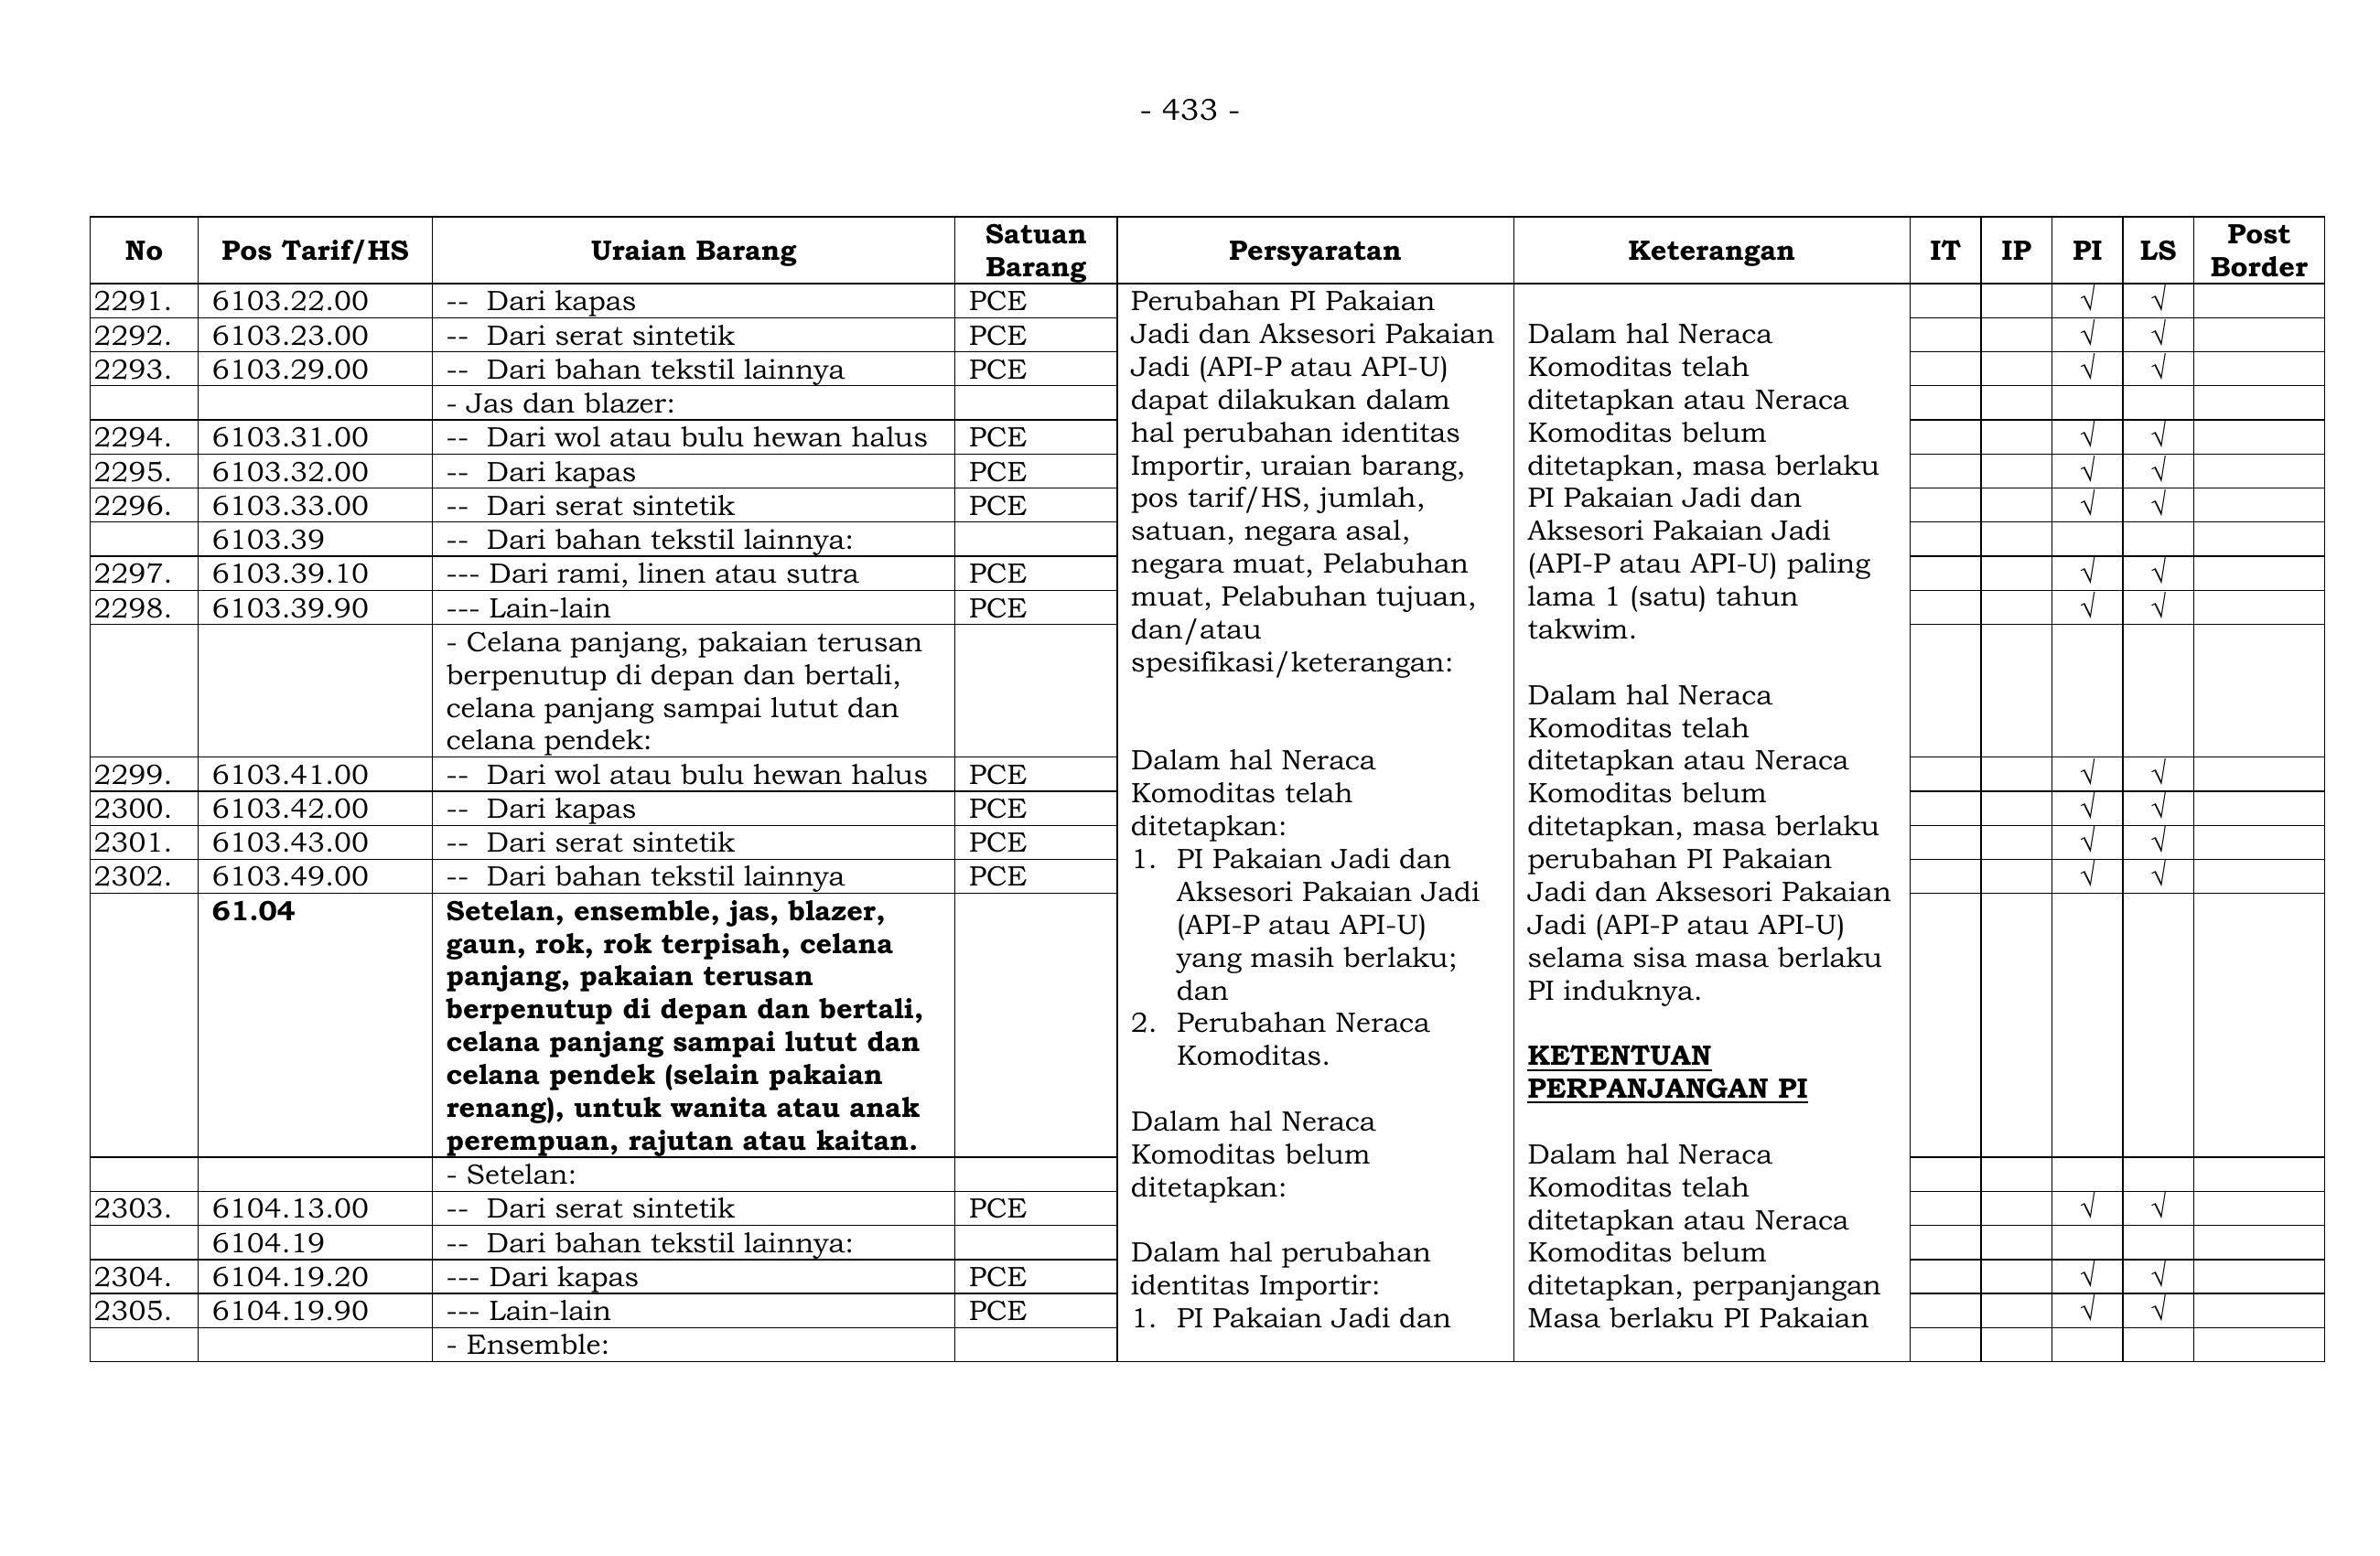 - 433 -
No Pos Tarif/HS Uraian Barang Satuan Barang Persyaratan Keterangan IT IP PI LS Post Border
2291. 6103.22.00 -- Dari kapas PCE √ √
2292. 6103.23.00 -- Dari serat sintetik PCE √ √
2293. 6103.29.00 -- Dari bahan tekstil lainnya PCE √ √
- Jas dan blazer:
2294. 6103.31.00 -- Dari wol atau bulu hewan halus PCE √ √
2295. 6103.32.00 -- Dari kapas PCE √ √
2296. 6103.33.00 -- Dari serat sintetik PCE √ √
6103.39 -- Dari bahan tekstil lainnya:
2297. 6103.39.10 --- Dari rami, linen atau sutra PCE √ √
2298. 6103.39.90 --- Lain-lain PCE √ √
- Celana panjang, pakaian terusan
berpenutup di depan dan bertali,
celana panjang sampai lutut dan
celana pendek:
2299. 6103.41.00 -- Dari wol atau bulu hewan halus PCE √ √
2300. 6103.42.00 -- Dari kapas PCE √ √
2301. 6103.43.00 -- Dari serat sintetik PCE √ √
2302. 6103.49.00 -- Dari bahan tekstil lainnya PCE √ √
61.04 Setelan, ensemble, jas, blazer,
gaun, rok, rok terpisah, celana
panjang, pakaian terusan
berpenutup di depan dan bertali,
celana panjang sampai lutut dan
celana pendek (selain pakaian
renang), untuk wanita atau anak
perempuan, rajutan atau kaitan.
- Setelan:
2303. 6104.13.00 -- Dari serat sintetik PCE √ √
6104.19 -- Dari bahan tekstil lainnya:
2304. 6104.19.20 --- Dari kapas PCE √ √
2305. 6104.19.90 --- Lain-lain PCE √ √
- Ensemble:
Perubahan PI Pakaian
Jadi dan Aksesori Pakaian
Jadi (API-P atau API-U)
dapat dilakukan dalam
hal perubahan identitas
Importir, uraian barang,
pos tarif/HS, jumlah,
satuan, negara asal,
negara muat, Pelabuhan
muat, Pelabuhan tujuan,
dan/atau
spesifikasi/keterangan:
Dalam hal Neraca
Komoditas telah
ditetapkan:
1. PI Pakaian Jadi dan
Aksesori Pakaian Jadi
(API-P atau API-U)
yang masih berlaku;
dan
2. Perubahan Neraca
Komoditas.
Dalam hal Neraca
Komoditas belum
ditetapkan:
Dalam hal perubahan
identitas Importir:
1. PI Pakaian Jadi dan
Dalam hal Neraca
Komoditas telah
ditetapkan atau Neraca
Komoditas belum
ditetapkan, masa berlaku
PI Pakaian Jadi dan
Aksesori Pakaian Jadi
(API-P atau API-U) paling
lama 1 (satu) tahun
takwim.
Dalam hal Neraca
Komoditas telah
ditetapkan atau Neraca
Komoditas belum
ditetapkan, masa berlaku
perubahan PI Pakaian
Jadi dan Aksesori Pakaian
Jadi (API-P atau API-U)
selama sisa masa berlaku
PI induknya.
KETENTUAN
PERPANJANGAN PI
Dalam hal Neraca
Komoditas telah
ditetapkan atau Neraca
Komoditas belum
ditetapkan, perpanjangan
Masa berlaku PI Pakaian